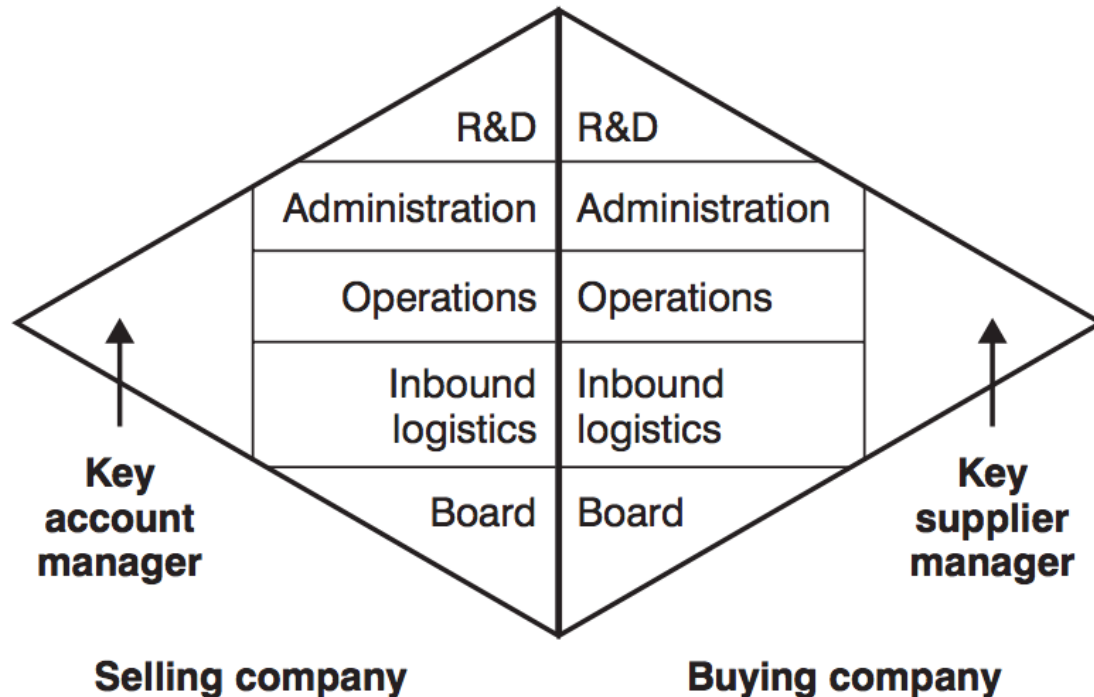 R&D R&D
Administration Administration
Operations Operations
Inbound Inbound
logistics logistics
Board Board
Key Key
account supplier
manager manager
Selling company Buying company